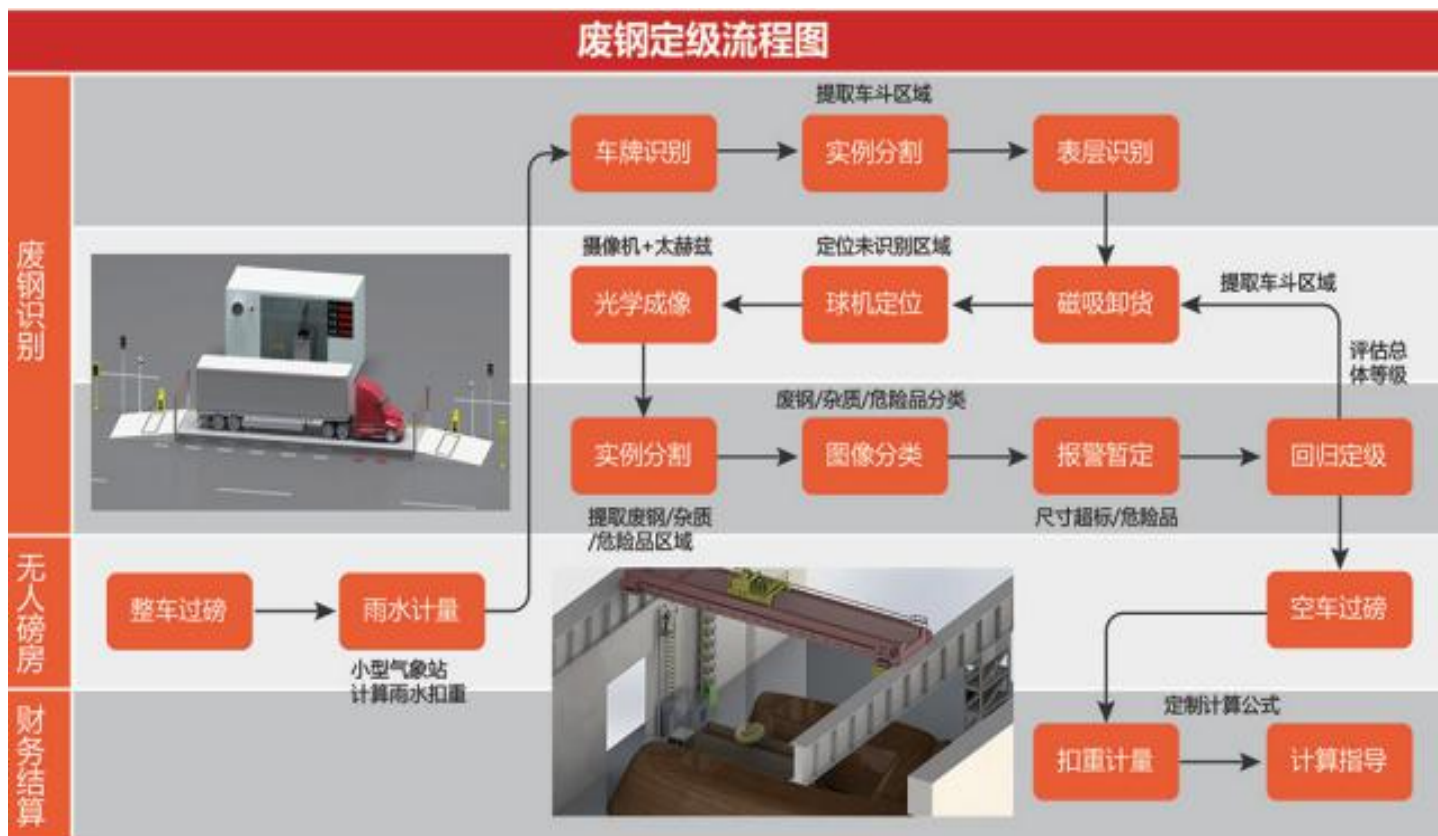 废钢定级流程图
废钢识别
提取车斗区域
车牌识别
实例分割
表层识别
摄像机+太赫兹
定位未识别区域
提取车斗区域
光学成像
球机定位
磁吸卸货
评估总
体等级
废钢/杂质/危险品分类
实例分割
图像分类
报警暂定
回归定级
提取废钢/杂质
/危险品区域
尺寸超标/危险品
无人磅房
整车过磅
雨水计量
空车过磅
小型气象站
计算雨水扣重
财务结算
定制计算公式
扣重计量
计算指导